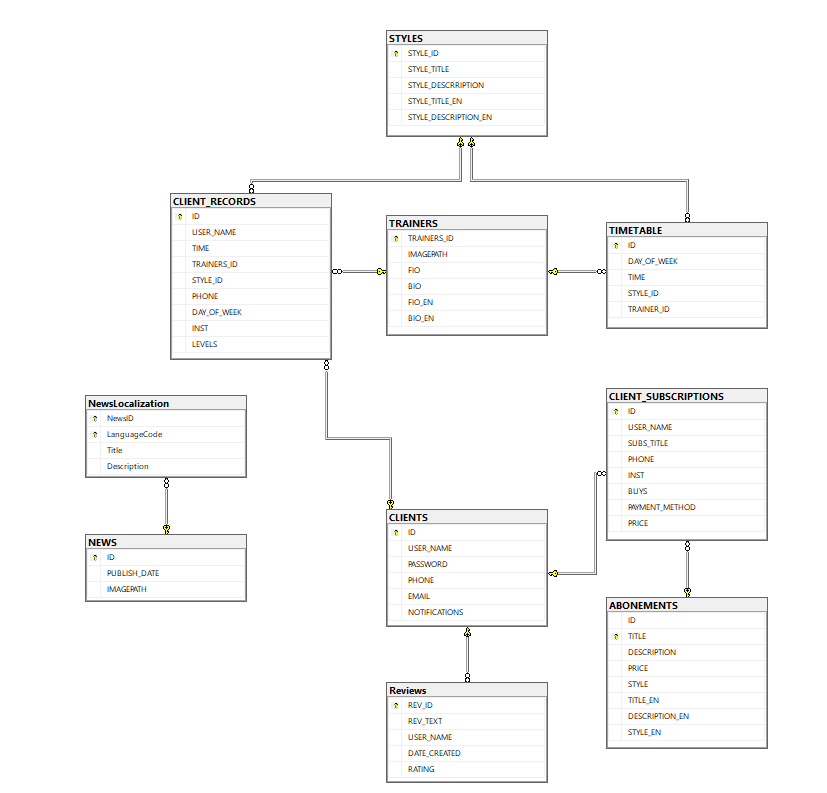 STYLES
STYLE_ID
STYLE_TITLE
STYLE_DESCRRIPTION
STYLE_TITLE_EN
STYLE_DESCRIPTION_EN
CLIENT_RECORDS
ID
USER_NAME
TIME
TRAINERS_ID
STYLE_ID
PHONE
DAY_OF_WEEK
INST
LEVELS
TRAINERS
TRAINERS_ID
IMAGEPATH
FIO
BIO
FIO_EN
BIO_EN
TIMETABLE
ID
DAY_OF_WEEK
TIME
STYLE_ID
TRAINER_ID
NewsLocalization
NewsID
LanguageCode
Title
Description
CLIENT_SUBSCRIPTIONS
ID
USER_NAME
SUBS_TITLE
PHONE
INST
BUYS
PAYMENT_METHOD
PRICE
NEWS
ID
PUBLISH_DATE
IMAGEPATH
CLIENTS
ID
USER_NAME
PASSWORD
PHONE
EMAIL
NOTIFICATIONS
ABONEMENTS
ID
TITLE
DESCRIPTION
PRICE
STYLE
TITLE_EN
DESCRIPTION_EN
STYLE_EN
Reviews
REV_ID
REV_TEXT
USER_NAME
DATE_CREATED
RATING